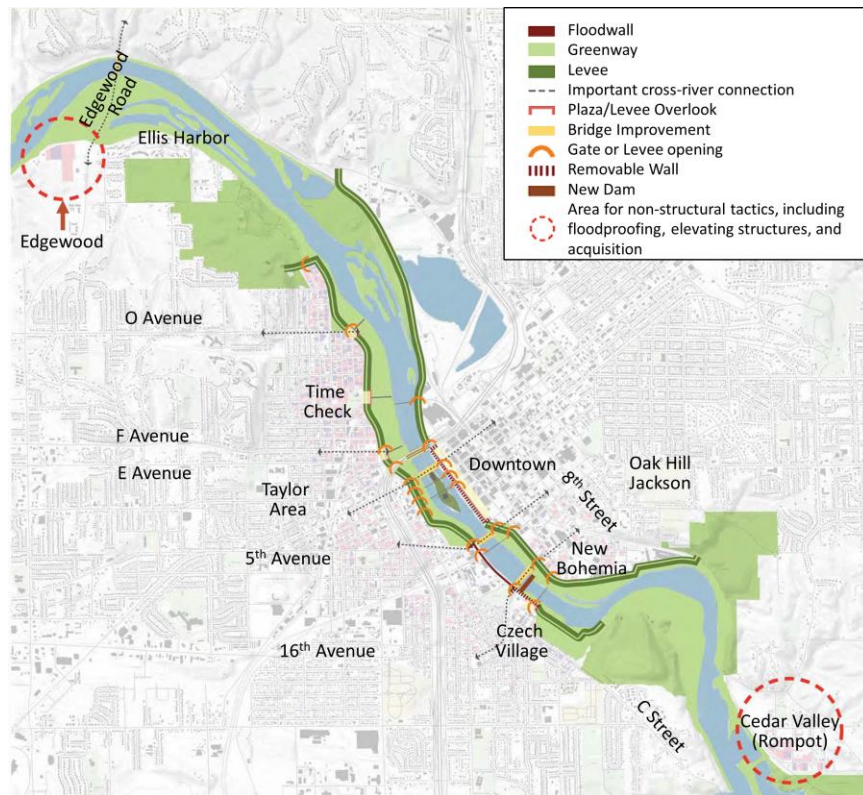 Floodwall
Greenway
Levee
Important cross-river connection
Plaza/Levee Overlook
Bridge Improvement
Gate or Levee opening
Removable Wall
New Dam
Area for non-structural tactics, including
floodproofing, elevating structures, and
acquisition
Edgewood
Road
Ellis Harbor
Edgewood
O Avenue
Time
Check
F Avenue
E Avenue
Downtown
Oak Hill
Jackson
Taylor
Area
8th Street
5th Avenue
New
Bohemia
16th Avenue
Czech
Village
C Street
Cedar Valley
(Rompot)